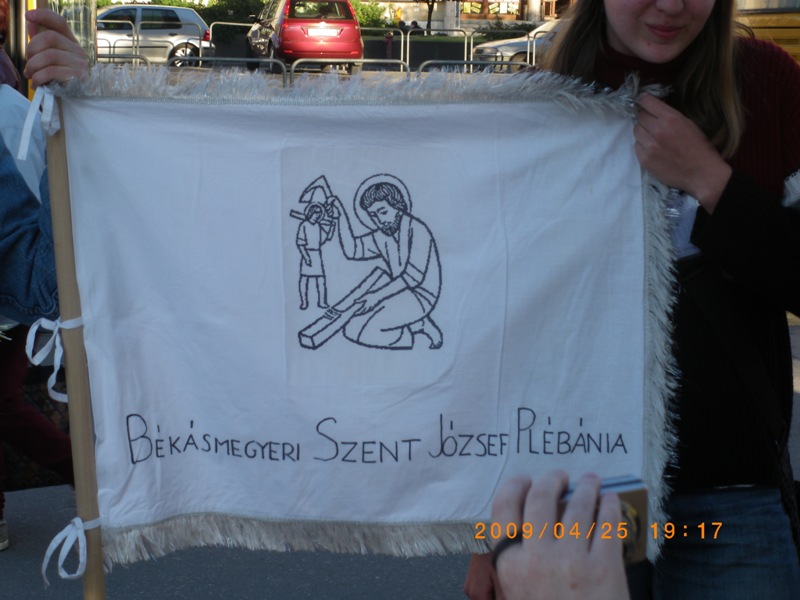 BÉKÁSMEGYERI SZENT JÓZSEF PLÉBÁNIA
2009/04/25 19:17